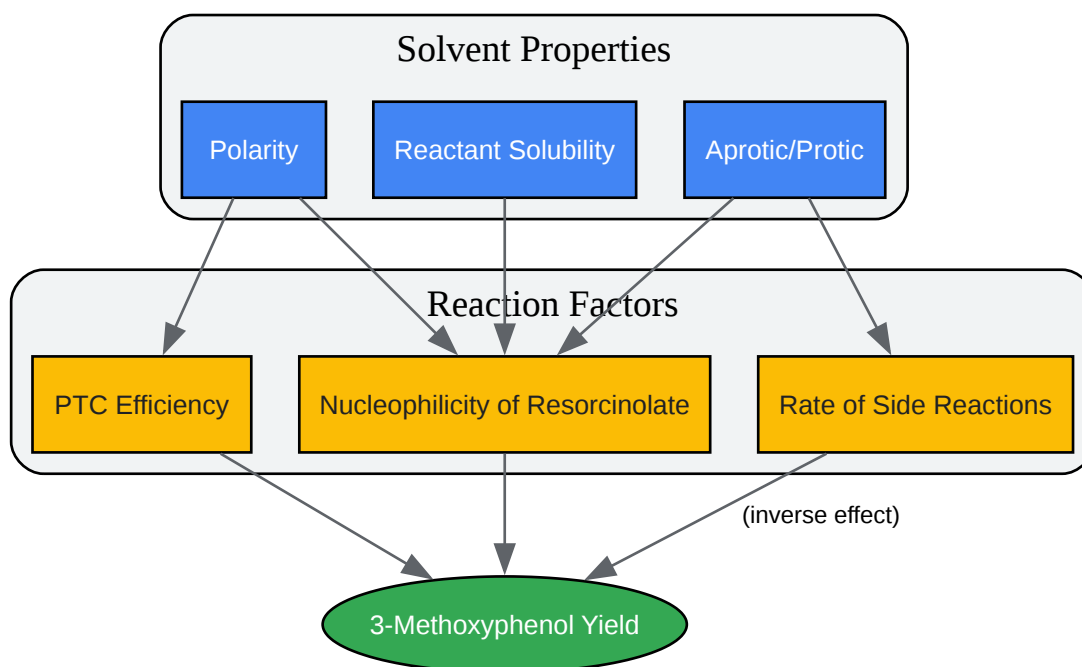 Solvent Properties
Polarity
Reactant Solubility
Aprotic/Protic
Reaction Factors
PTC Efficiency
Nucleophilicity of Resorcinolate
Rate of Side Reactions
(inverse effect)
3-Methoxyphenol Yield